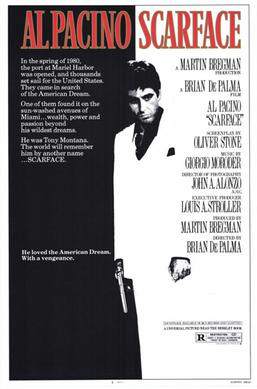 AL PACINO SCARFACE
In the spring of 1980,
the port at Mariel Harbor
was opened, and thousands
set sail for the United States.
They came in search
of the American Dream.
One of them found it on the
sun-washed avenues of
Miami...wealth, power and
passion beyond
his wildest dreams.
He was Tony Montana.
The world will remember
him by another name
...SCARFACE.
He loved the American Dream.
With a vengeance.
A MARTIN BREGMAN
PRODUCTION
A BRIAN DE PALMA
FILM
AL PACINO
"SCARFACE"
SCREENPLAY BY
OLIVER STONE
MUSIC BY
GIORGIO MORODER
DIRECTOR OF PHOTOGRAPHY
JOHN A. ALONZO
A.S.C.
EXECUTIVE PRODUCER
LOUIS A. STROLLER
PRODUCED BY
MARTIN BREGMAN
DIRECTED BY
BRIAN DE PALMA
R RESTRICTED